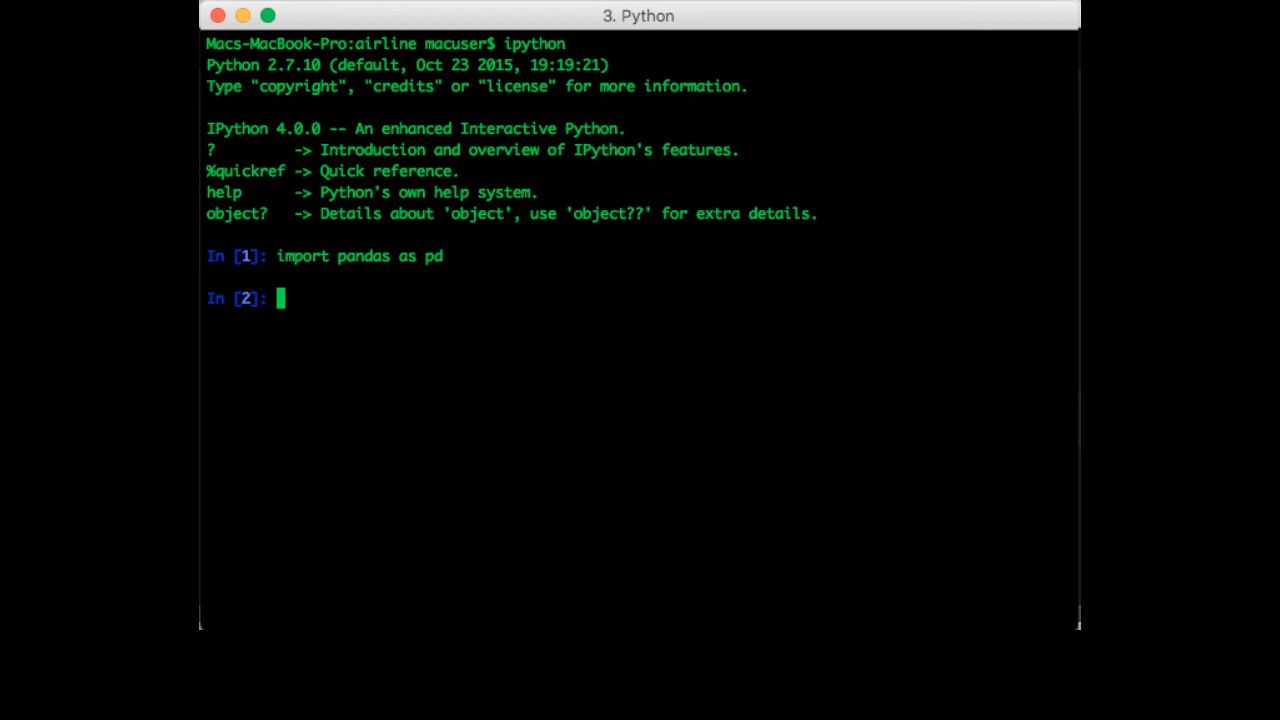 3. Python
Macs-MacBook-Pro:airline macuser$ ipython
Python 2.7.10 (default, Oct 23 2015, 19:19:21)
Type "copyright", "credits" or "license" for more information.
IPython 4.0.0 -- An enhanced Interactive Python.
?         -> Introduction and overview of IPython's features.
%quickref -> Quick reference.
help      -> Python's own help system.
object?   -> Details about 'object', use 'object??' for extra details.
In [1]: import pandas as pd
In [2]: